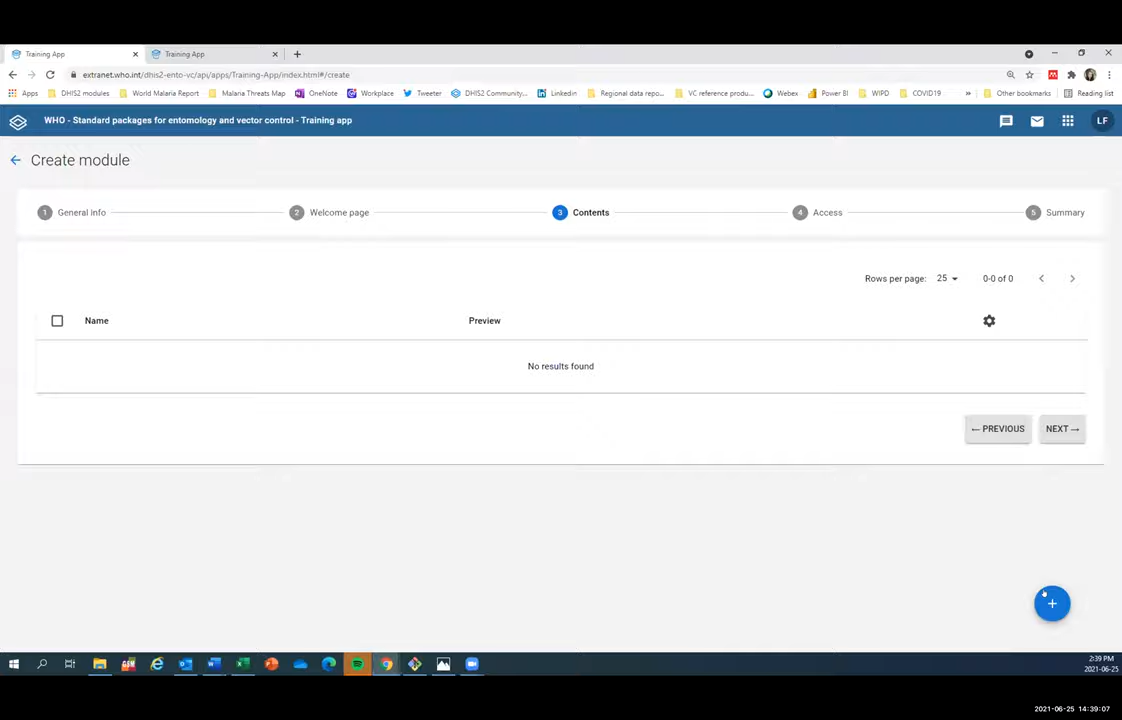 Training App
Training App
extranet.who.int/dhis2-ento-vc/api/apps/Training-App/index.html#/create
Apps DHIS2 modules World Malaria Report Malaria Threats Map OneNote Workplace Tweeter DHIS2 Community... Linkedin Regional data repo... VC reference produ... Webex Power BI WIPD COVID19 » Other bookmarks Reading list
WHO - Standard packages for entomology and vector control - Training app LF
Create module
1 General info 2 Welcome page 3 Contents 4 Access 5 Summary
Rows per page: 25 0-0 of 0
Name Preview
No results found
← PREVIOUS NEXT →
+
2:39 PM
2021-06-25
2021-06-25 14:39:07